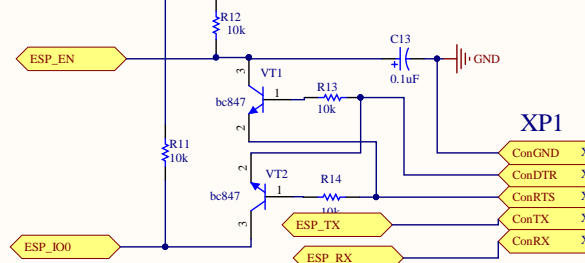 R12
10k
C13
ESP_EN
GND
3
VT1
+
0.1uF
R13
bc847
1
10k
XP1
2
R11
10k
ConGND
X
2
VT2
R14
ConDTR
X
bc847
1
10k
ConRTS
X
ESP_TX
ConTX
X
3
ESP_IO0
ConRX
X
ESP_RX